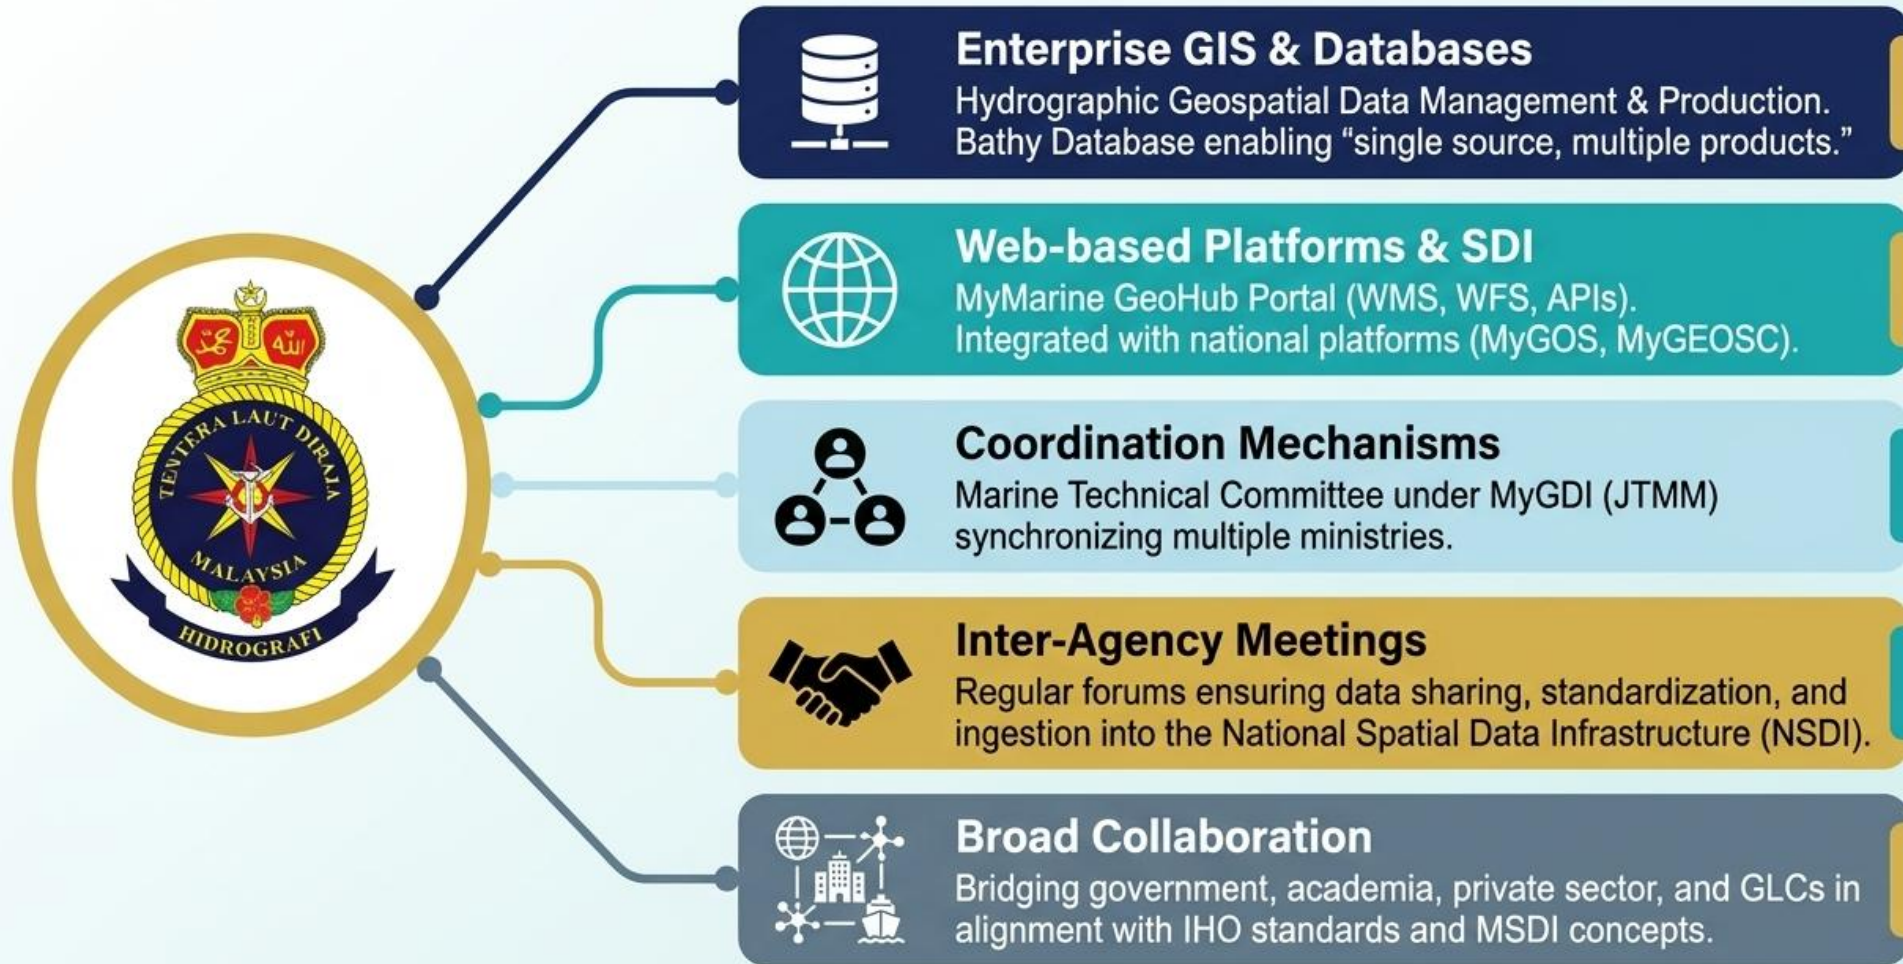 محمد
الله
TENTERA LAUT DIRAJA
MALAYSIA
HIDROGRAFI
Enterprise GIS & Databases
Hydrographic Geospatial Data Management & Production.
Bathy Database enabling “single source, multiple products.”
Web-based Platforms & SDI
MyMarine GeoHub Portal (WMS, WFS, APIs).
Integrated with national platforms (MyGOS, MyGEOSC).
Coordination Mechanisms
Marine Technical Committee under MyGDI (JTMM)
synchronizing multiple ministries.
Inter-Agency Meetings
Regular forums ensuring data sharing, standardization, and
ingestion into the National Spatial Data Infrastructure (NSDI).
Broad Collaboration
Bridging government, academia, private sector, and GLCs in
alignment with IHO standards and MSDI concepts.